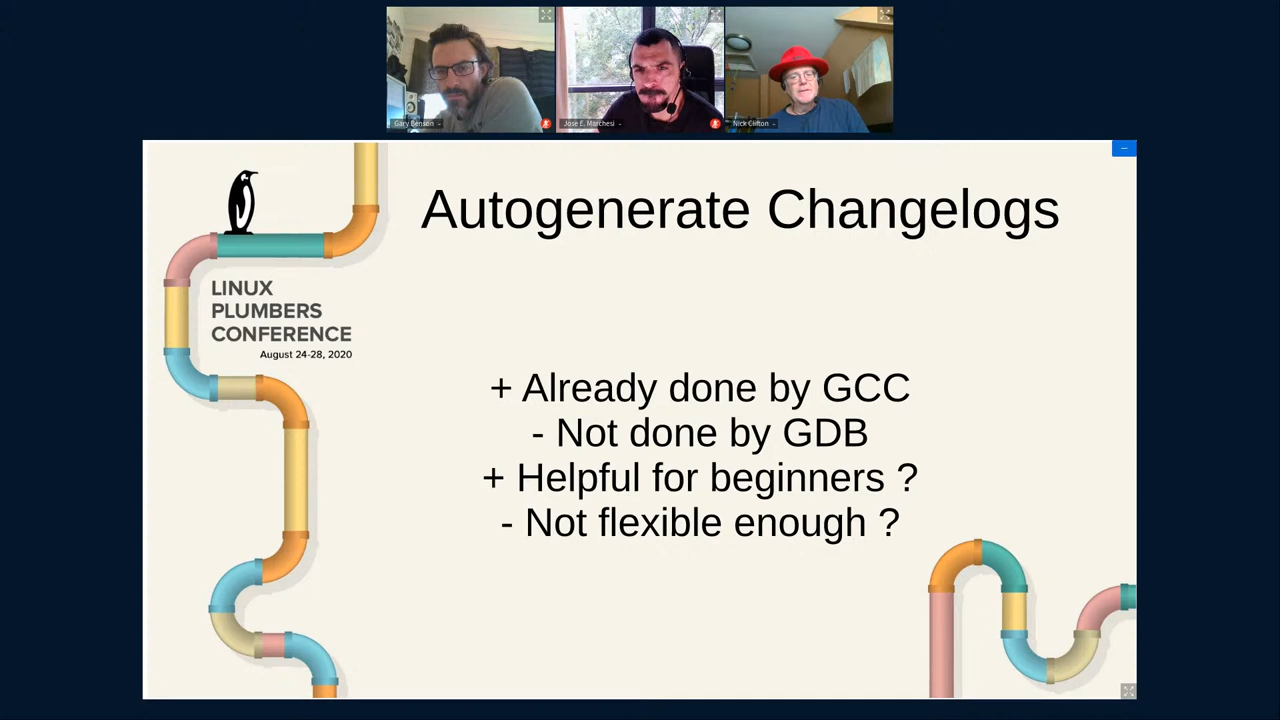 Gary Benson
Jose E. Marchesi
Nick Clifton
Autogenerate Changelogs
LINUX
PLUMBERS
CONFERENCE
August 24-28, 2020
+ Already done by GCC
- Not done by GDB
+ Helpful for beginners ?
- Not flexible enough ?